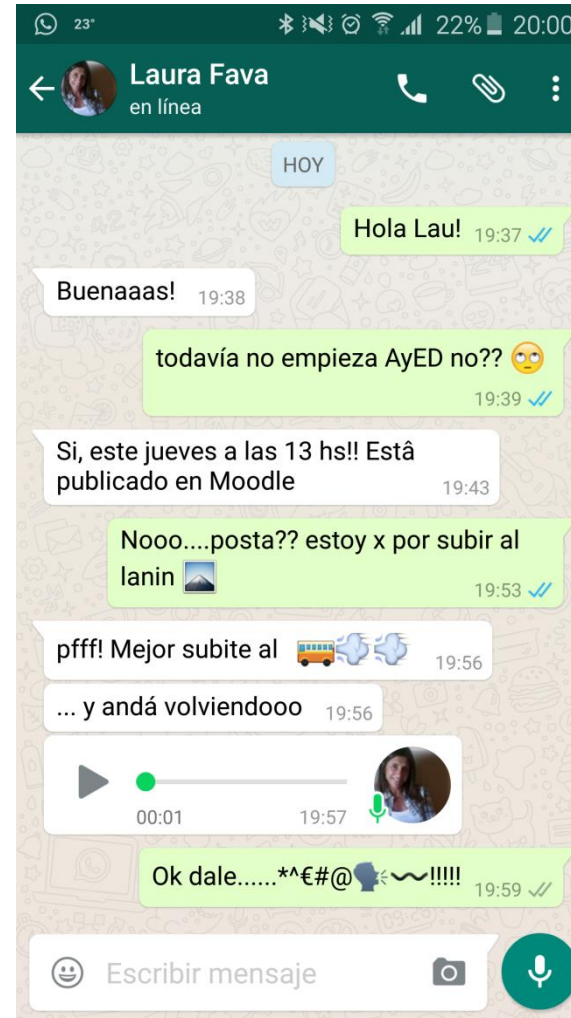 23° 22% 20:00
Laura Fava
en línea
HOY
Hola Lau! 19:37
Buenaaas! 19:38
todavía no empieza AyED no?? 🙄
19:39
Si, este jueves a las 13 hs!! Estâ
publicado en Moodle 19:43
Nooo....posta?? estoy x por subir al
lanin 🗻 19:53
pfff! Mejor subite al 🚌💨💨 19:56
... y andá volviendooo 19:56
00:01 19:57
Ok dale......*^€#@🗣〰!!!!! 19:59
Escribir mensaje